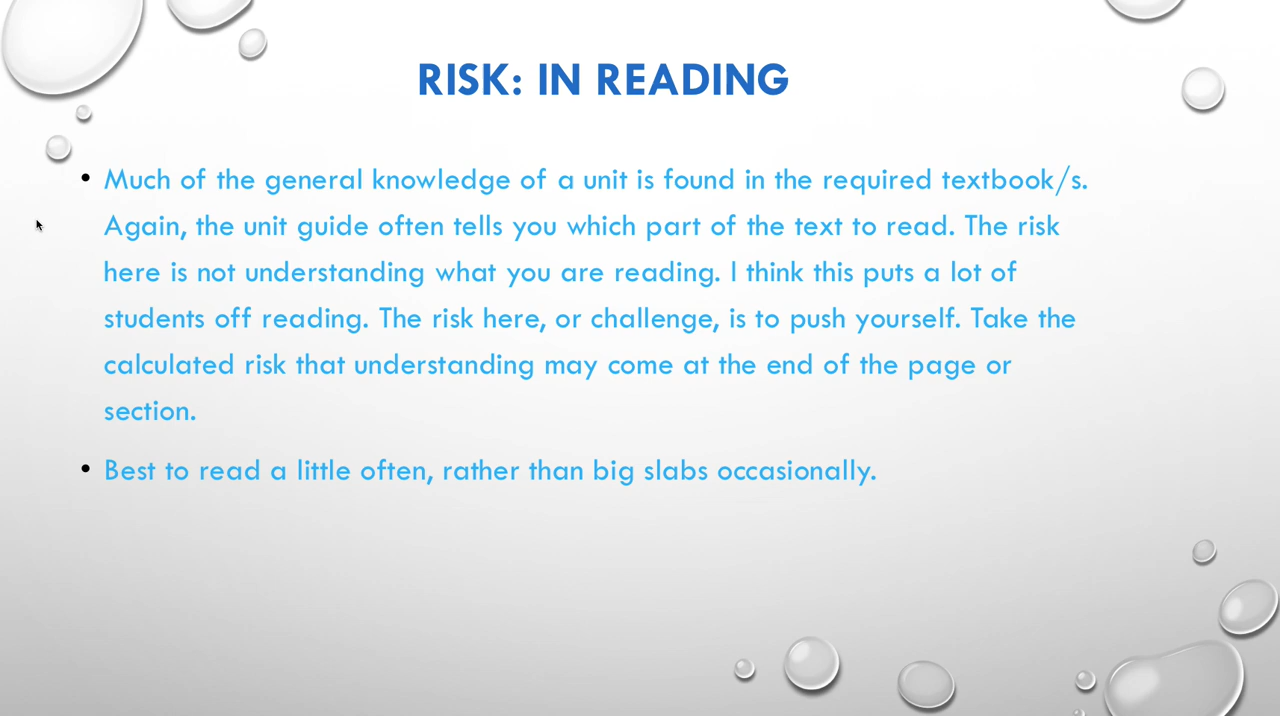 RISK: IN READING
• Much of the general knowledge of a unit is found in the required textbook/s.
Again, the unit guide often tells you which part of the text to read. The risk
here is not understanding what you are reading. I think this puts a lot of
students off reading. The risk here, or challenge, is to push yourself. Take the
calculated risk that understanding may come at the end of the page or
section.
• Best to read a little often, rather than big slabs occasionally.